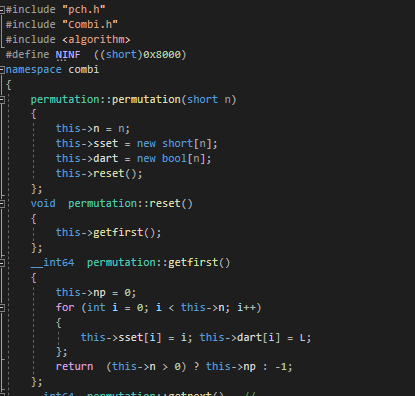 #include "pch.h"
#include "Combi.h"
#include <algorithm>
#define NINF  ((short)0x8000)
namespace combi
{
    permutation::permutation(short n)
    {
        this->n = n;
        this->sset = new short[n];
        this->dart = new bool[n];
        this->reset();
    };
    void  permutation::reset()
    {
        this->getfirst();
    };
    __int64  permutation::getfirst()
    {
        this->np = 0;
        for (int i = 0; i < this->n; i++)
        {
            this->sset[i] = i; this->dart[i] = L;
        };
        return  (this->n > 0) ? this->np : -1;
    };
    __int64  permutation::getnext()   //